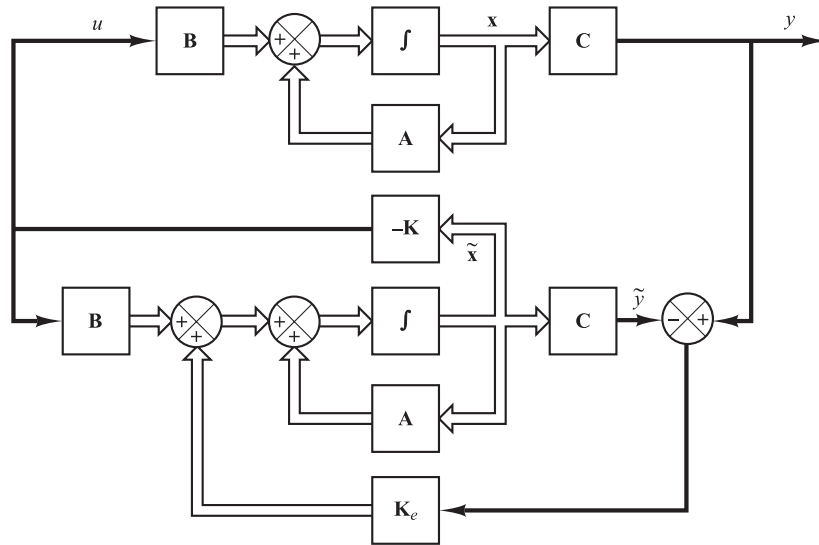 u
B
+
+
∫
x
C
y
A
–K
x̃
B
+
+
+
+
∫
C
ỹ
–
+
A
Kₑ